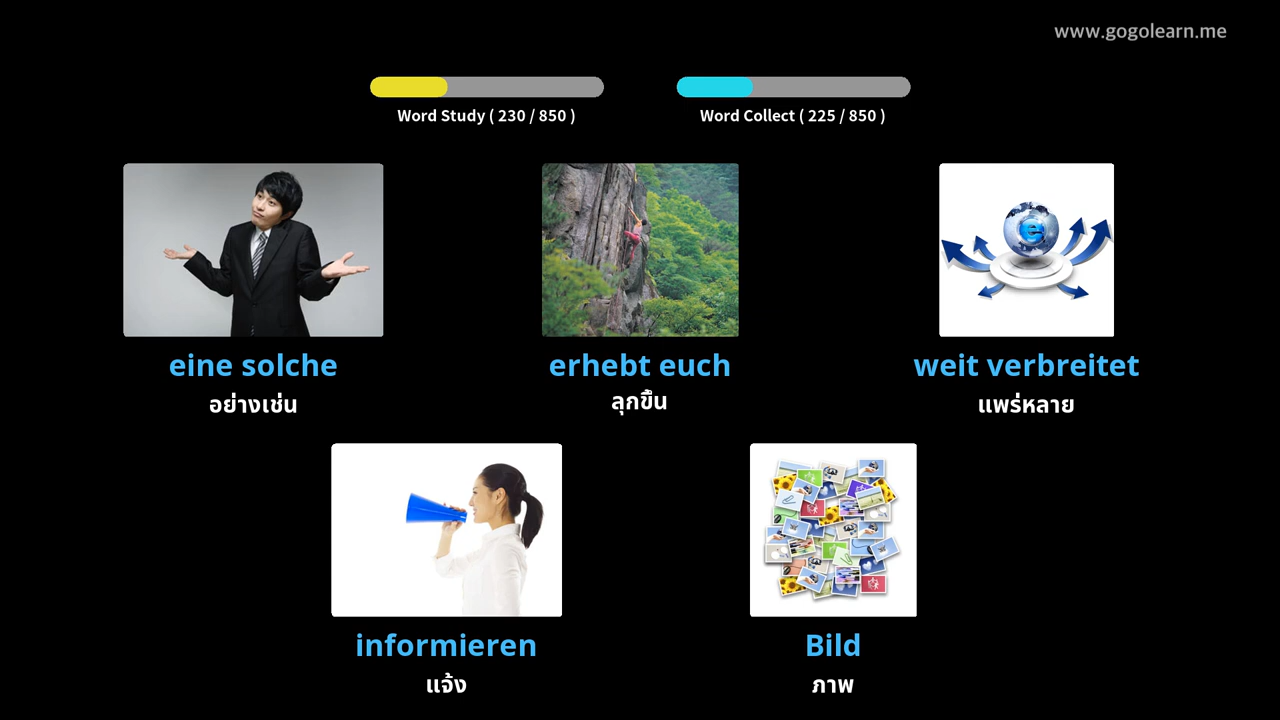 www.gogolearn.me
Word Study ( 230 / 850 )
Word Collect ( 225 / 850 )
eine solche
อย่างเช่น
erhebt euch
ลุกขึ้น
weit verbreitet
แพร่หลาย
informieren
แจ้ง
Bild
ภาพ